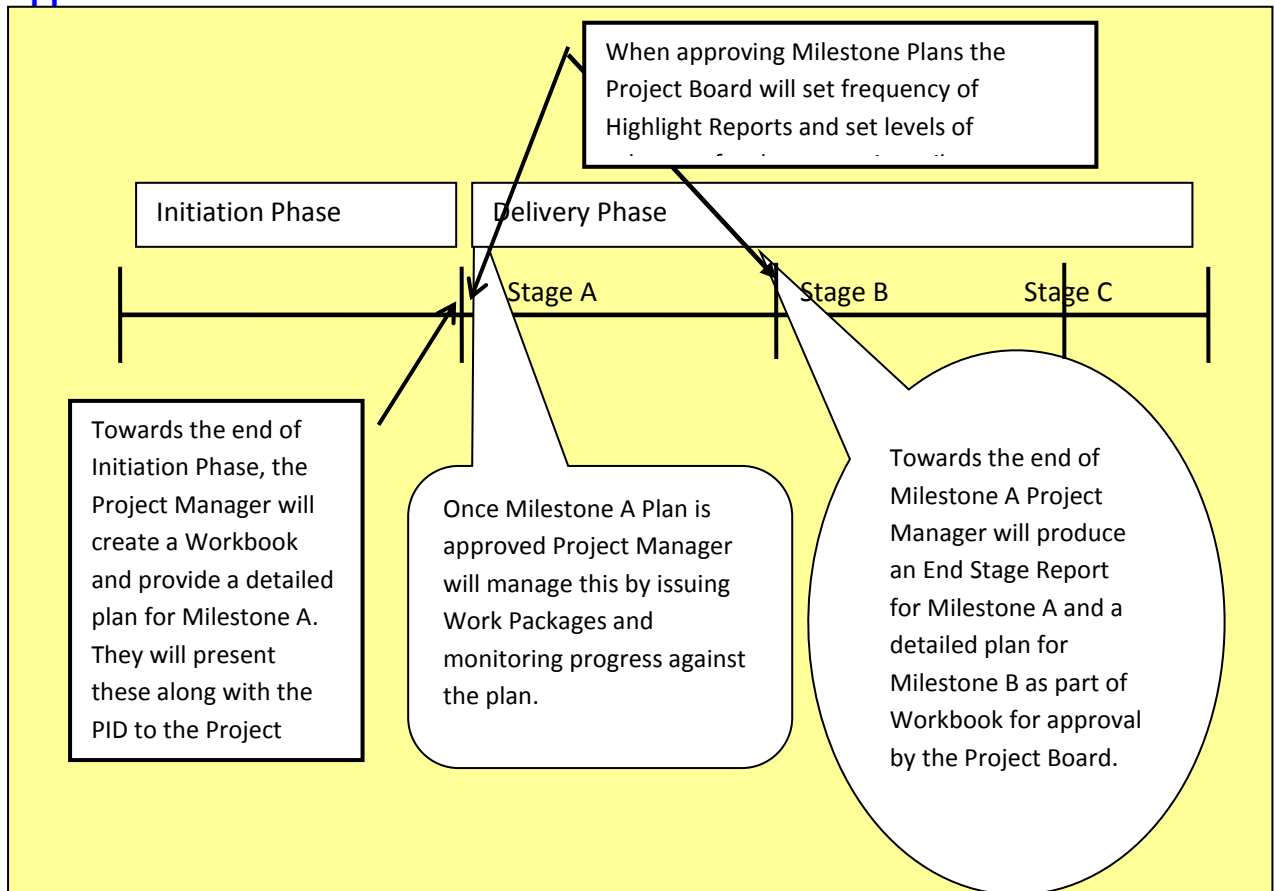 When approving Milestone Plans the
Project Board will set frequency of
Highlight Reports and set levels of
Initiation Phase
Delivery Phase
Stage A
Stage B
Stage C
Towards the end of
Initiation Phase, the
Project Manager will
create a Workbook
and provide a detailed
plan for Milestone A.
They will present
these along with the
PID to the Project
Once Milestone A Plan is
approved Project Manager
will manage this by issuing
Work Packages and
monitoring progress against
the plan.
Towards the end of
Milestone A Project
Manager will produce
an End Stage Report
for Milestone A and a
detailed plan for
Milestone B as part of
Workbook for approval
by the Project Board.